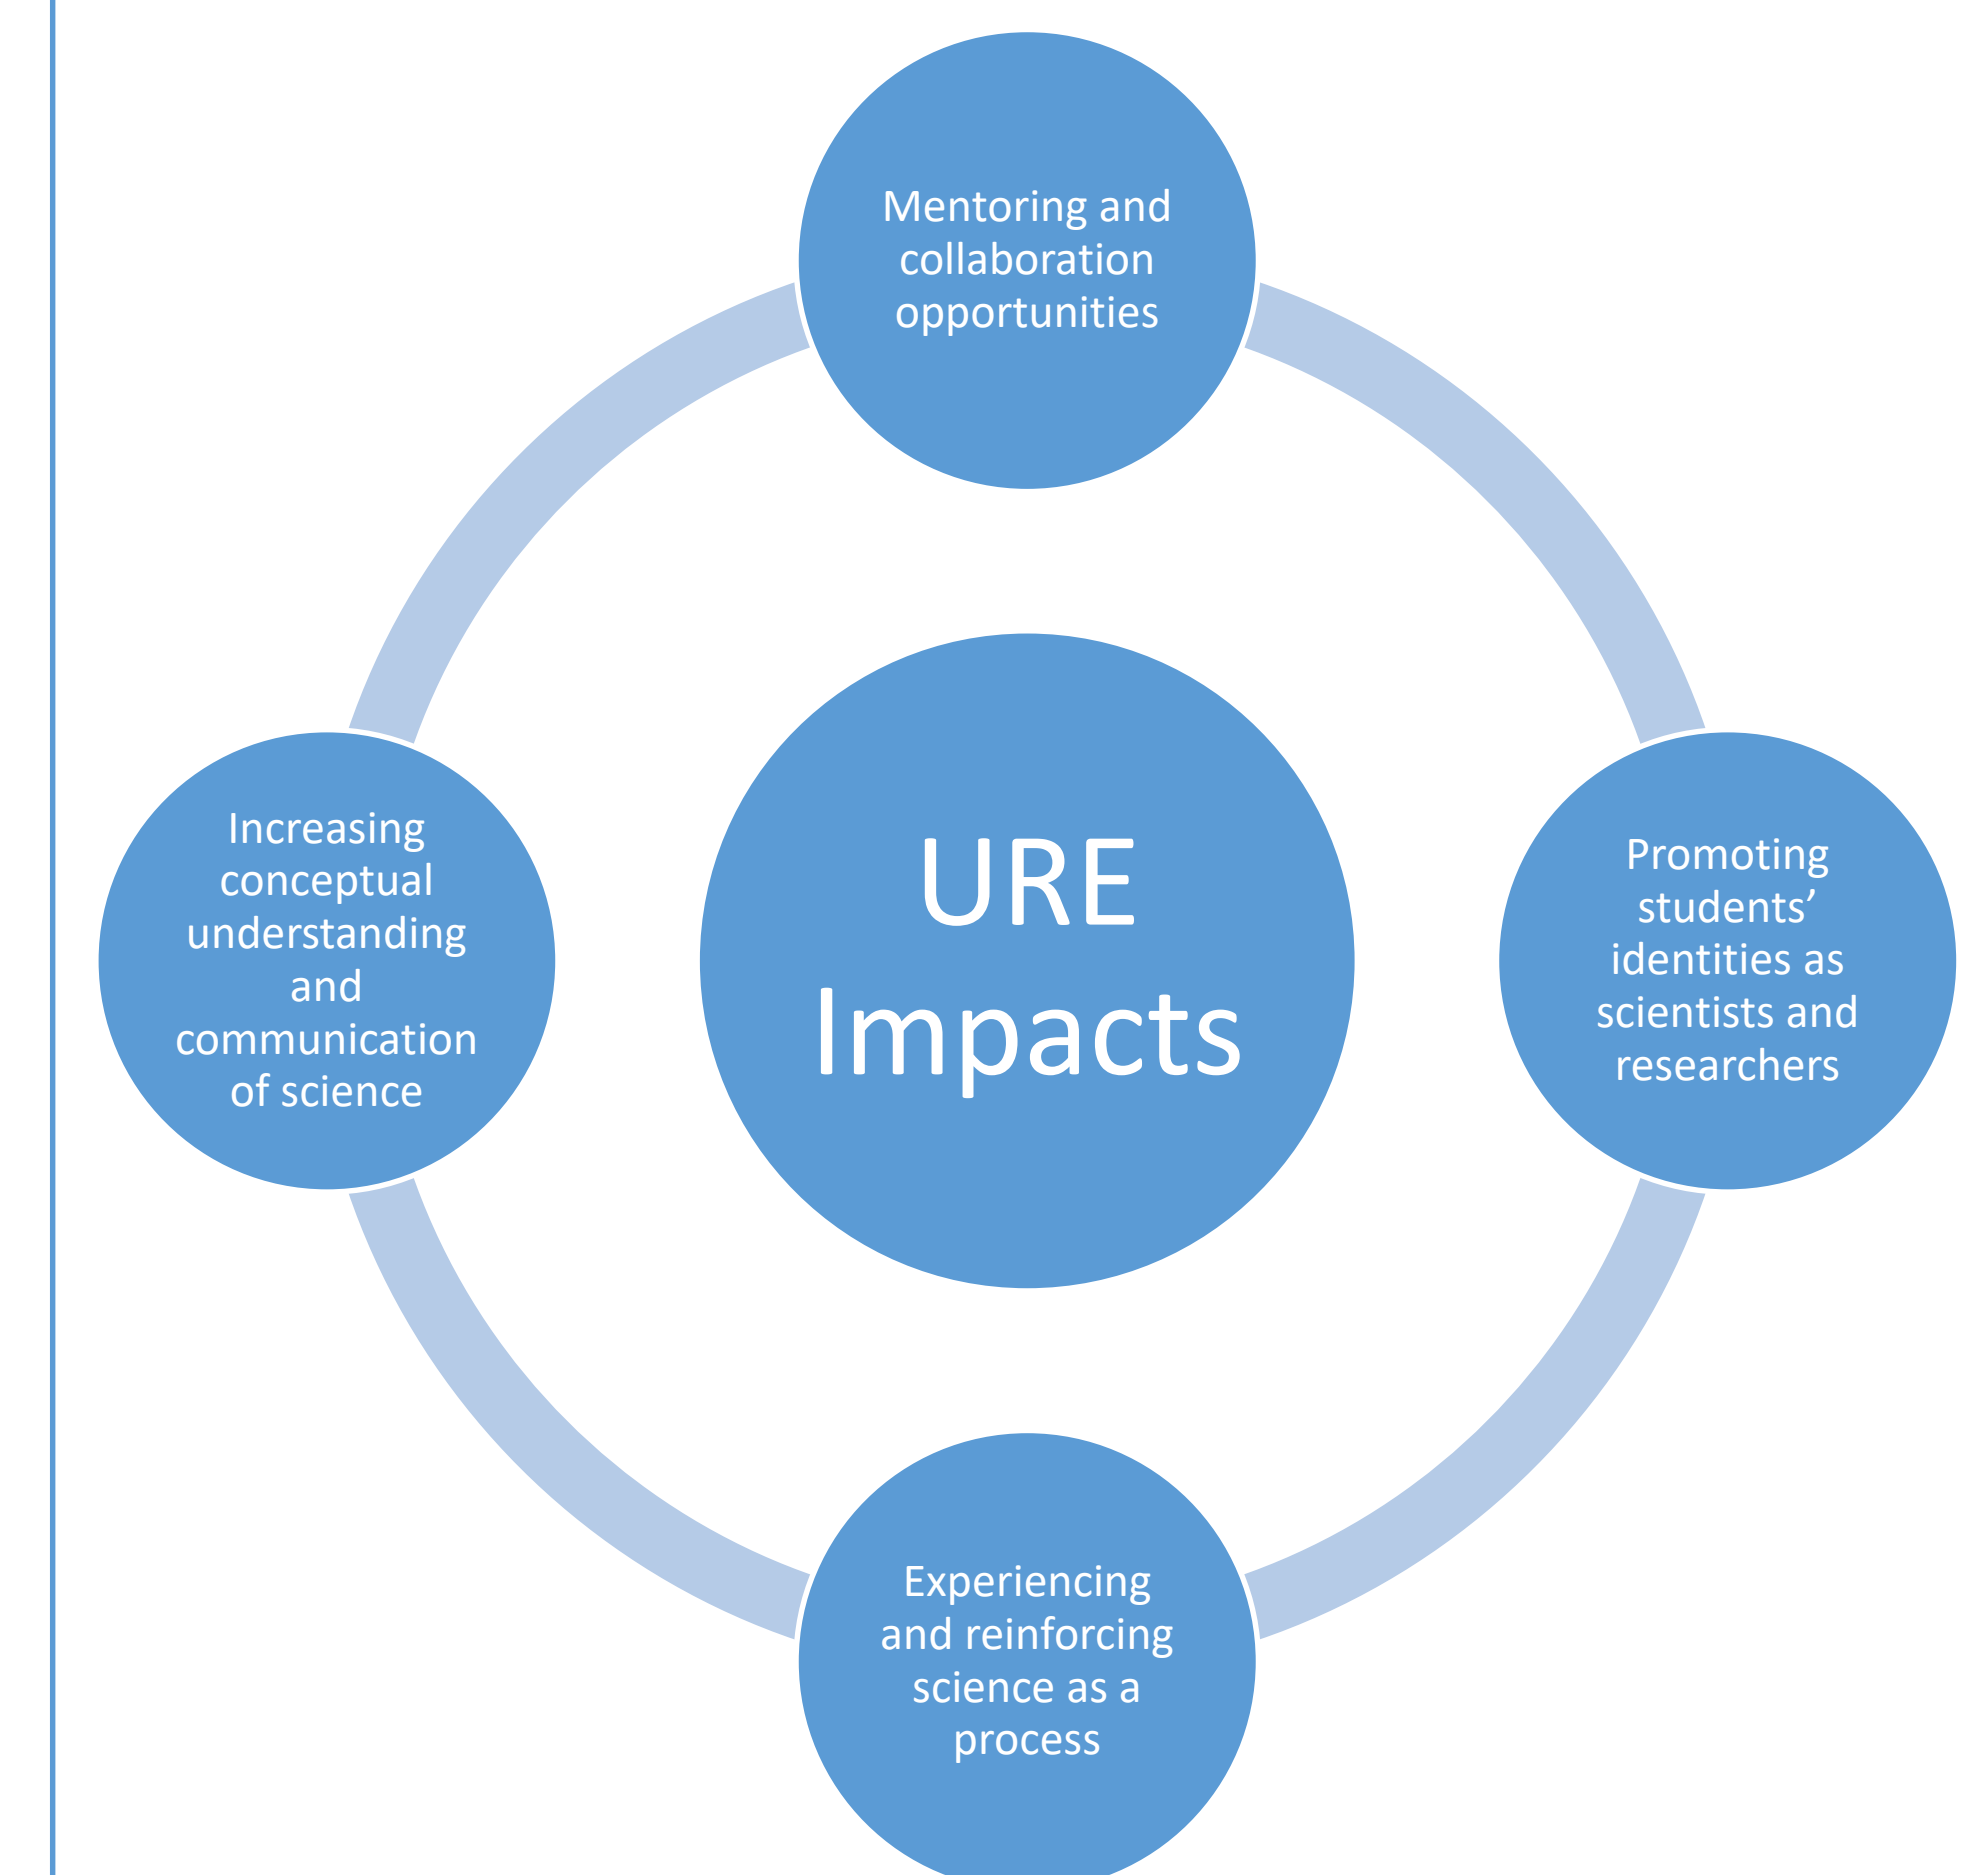 Mentoring and
collaboration
opportunities
Increasing
conceptual
understanding
and
communication
of science
URE
Impacts
Promoting
students’
identities as
scientists and
researchers
Experiencing
and reinforcing
science as a
process